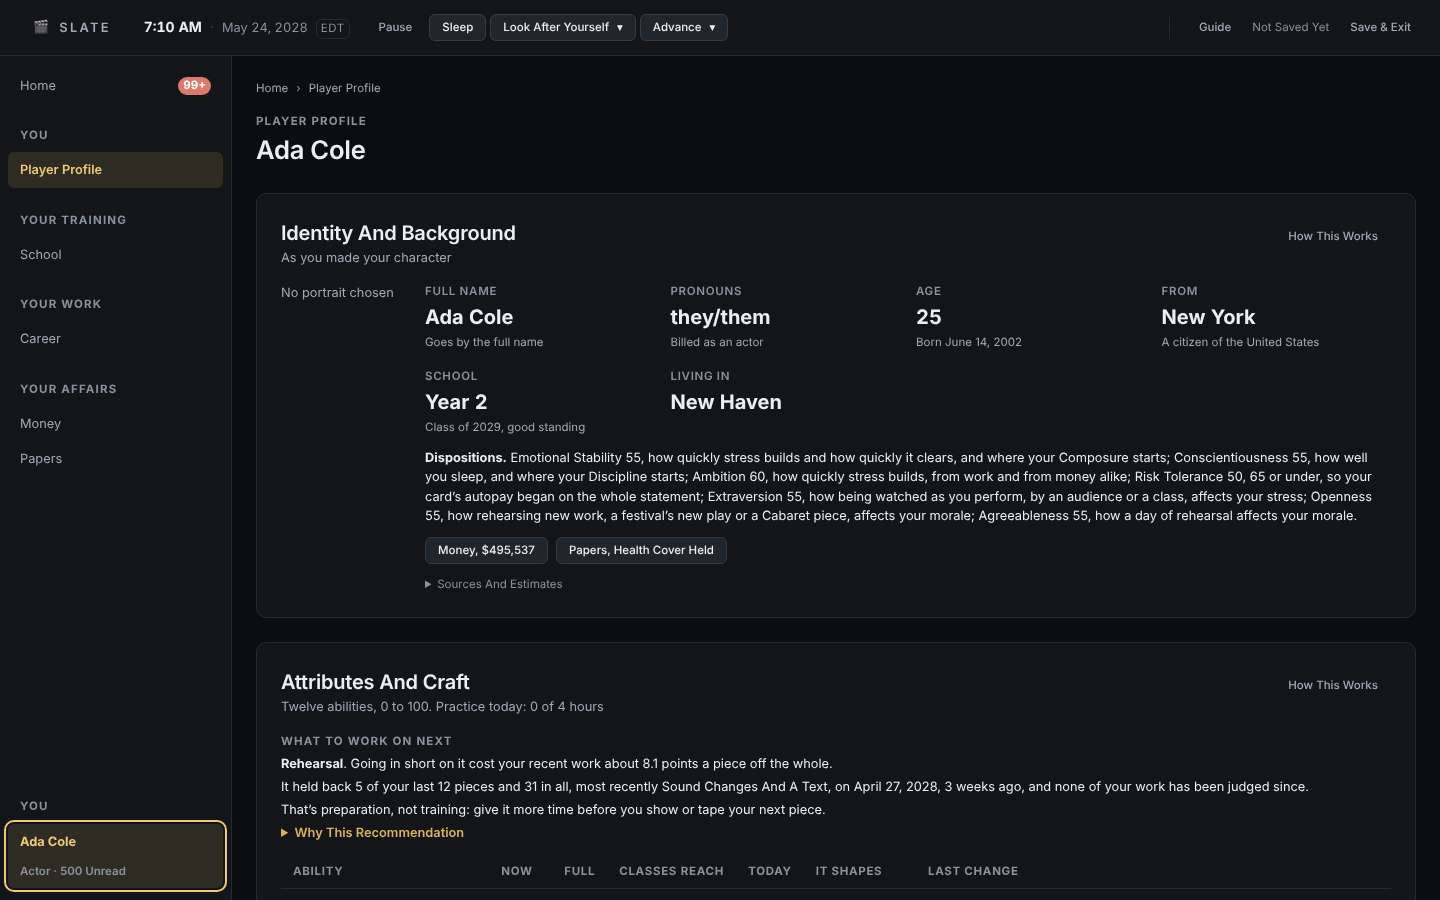 SLATE
7:10 AM · May 24, 2028 EDT
Pause
Sleep
Look After Yourself ▾
Advance ▾
Guide
Not Saved Yet
Save & Exit
Home
99+
YOU
Player Profile
YOUR TRAINING
School
YOUR WORK
Career
YOUR AFFAIRS
Money
Papers
YOU
Ada Cole
Actor · 500 Unread
Home › Player Profile
PLAYER PROFILE
Ada Cole
Identity And Background
How This Works
As you made your character
No portrait chosen
FULL NAME
Ada Cole
Goes by the full name
PRONOUNS
they/them
Billed as an actor
AGE
25
Born June 14, 2002
FROM
New York
A citizen of the United States
SCHOOL
Year 2
Class of 2029, good standing
LIVING IN
New Haven
Dispositions. Emotional Stability 55, how quickly stress builds and how quickly it clears, and where your Composure starts; Conscientiousness 55, how well
you sleep, and where your Discipline starts; Ambition 60, how quickly stress builds, from work and from money alike; Risk Tolerance 50, 65 or under, so your
card’s autopay began on the whole statement; Extraversion 55, how being watched as you perform, by an audience or a class, affects your stress; Openness
55, how rehearsing new work, a festival’s new play or a Cabaret piece, affects your morale; Agreeableness 55, how a day of rehearsal affects your morale.
Money, $495,537
Papers, Health Cover Held
▶ Sources And Estimates
Attributes And Craft
How This Works
Twelve abilities, 0 to 100. Practice today: 0 of 4 hours
WHAT TO WORK ON NEXT
Rehearsal. Going in short on it cost your recent work about 8.1 points a piece off the whole.
It held back 5 of your last 12 pieces and 31 in all, most recently Sound Changes And A Text, on April 27, 2028, 3 weeks ago, and none of your work has been judged since.
That’s preparation, not training: give it more time before you show or tape your next piece.
▶ Why This Recommendation
ABILITY NOW FULL CLASSES REACH TODAY IT SHAPES LAST CHANGE